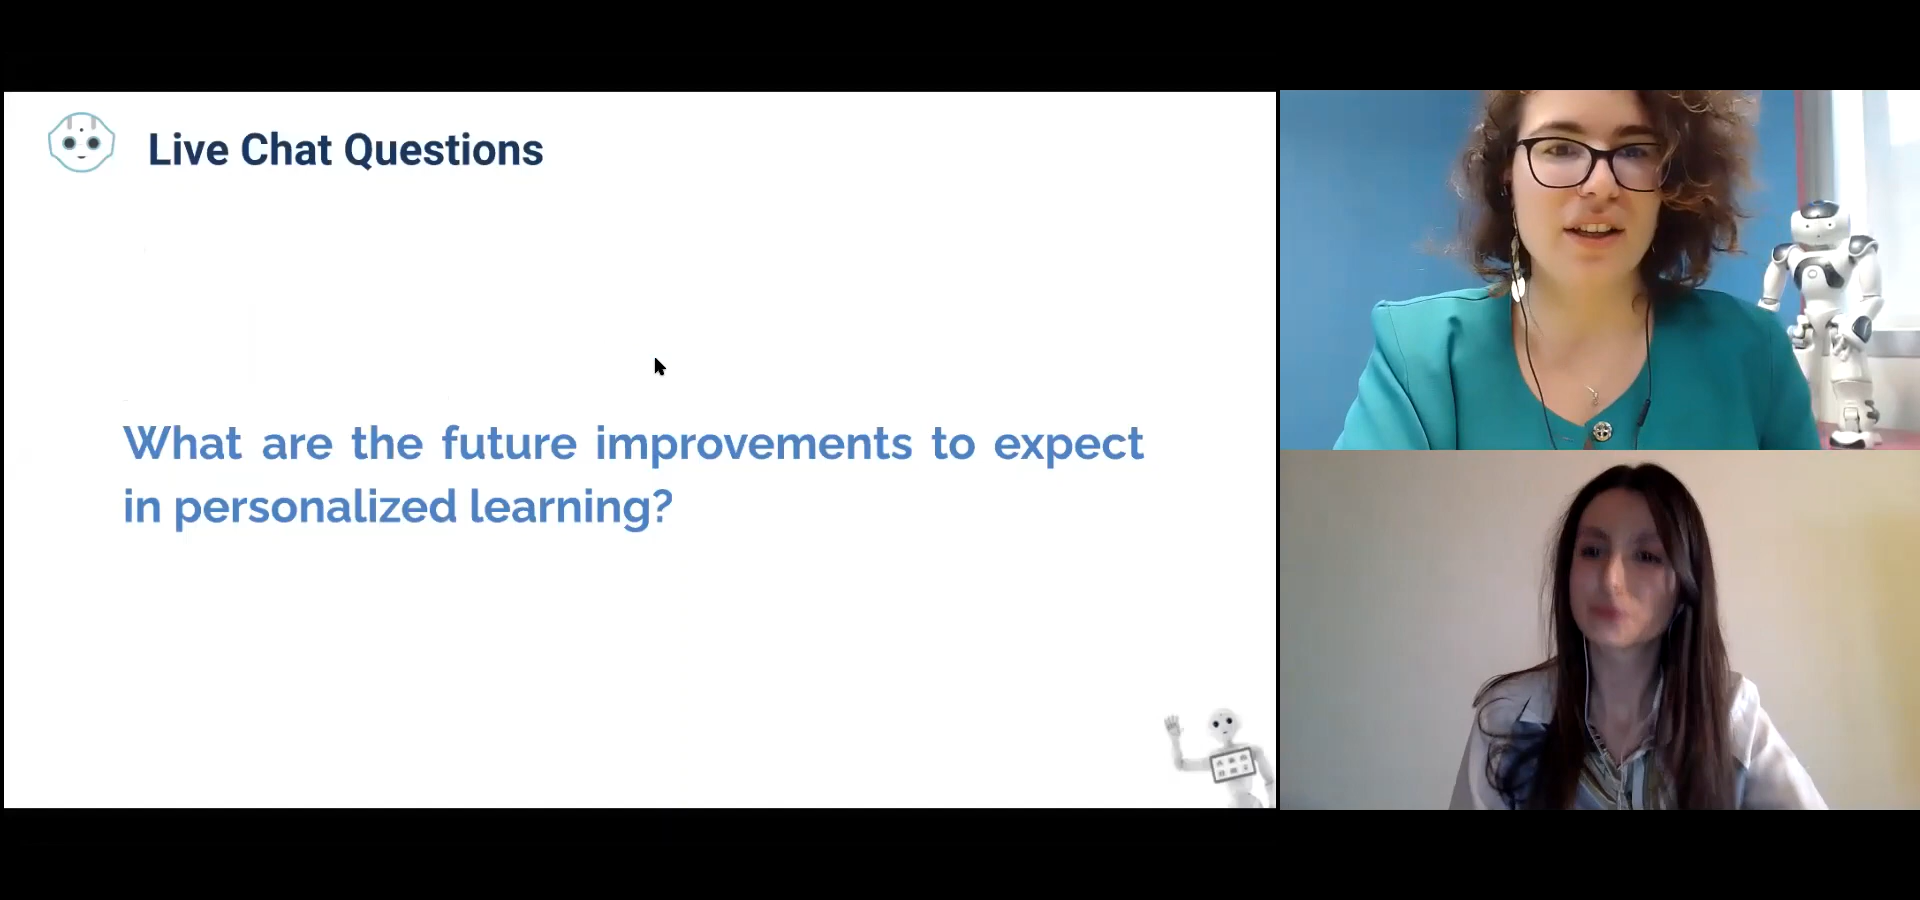 Live Chat Questions
What are the future improvements to expect
in personalized learning?